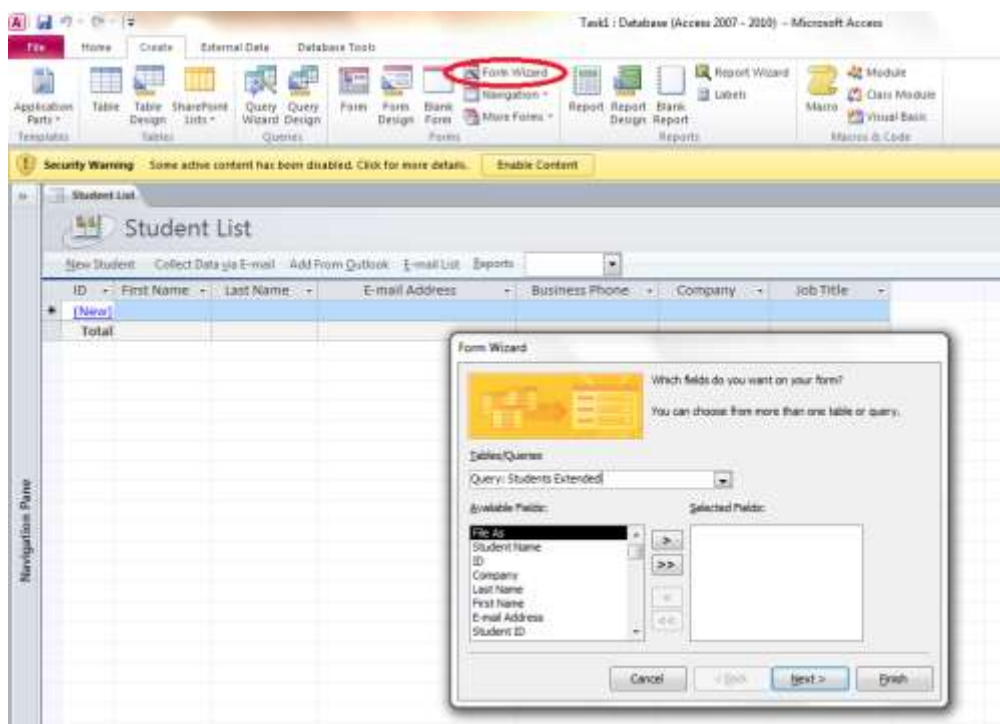 Task1 : Database (Access 2007 - 2010) - Microsoft Access
File Home Create External Data Database Tools
Application Parts
Table
Table Design
SharePoint Lists
Query Wizard
Query Design
Form
Form Design
Blank Form
Form Wizard
Navigation
More Forms
Report
Report Design
Blank Report
Report Wizard
Labels
Macro
Module
Class Module
Visual Basic
Templates Tables Queries Forms Reports Macros & Code
Security Warning Some active content has been disabled. Click for more details. Enable Content
Student List
Student List
New Student Collect Data via E-mail Add From Outlook E-mail List Reports
ID First Name Last Name E-mail Address Business Phone Company Job Title
(New)
Total
Navigation Pane
Form Wizard
Which fields do you want on your form?
You can choose from more than one table or query.
Tables/Queries
Query: Students Extended
Available Fields: Selected Fields:
File As
Student Name
ID
Company
Last Name
First Name
E-mail Address
Student ID
>
>>
<
<<
Cancel < Back Next > Finish